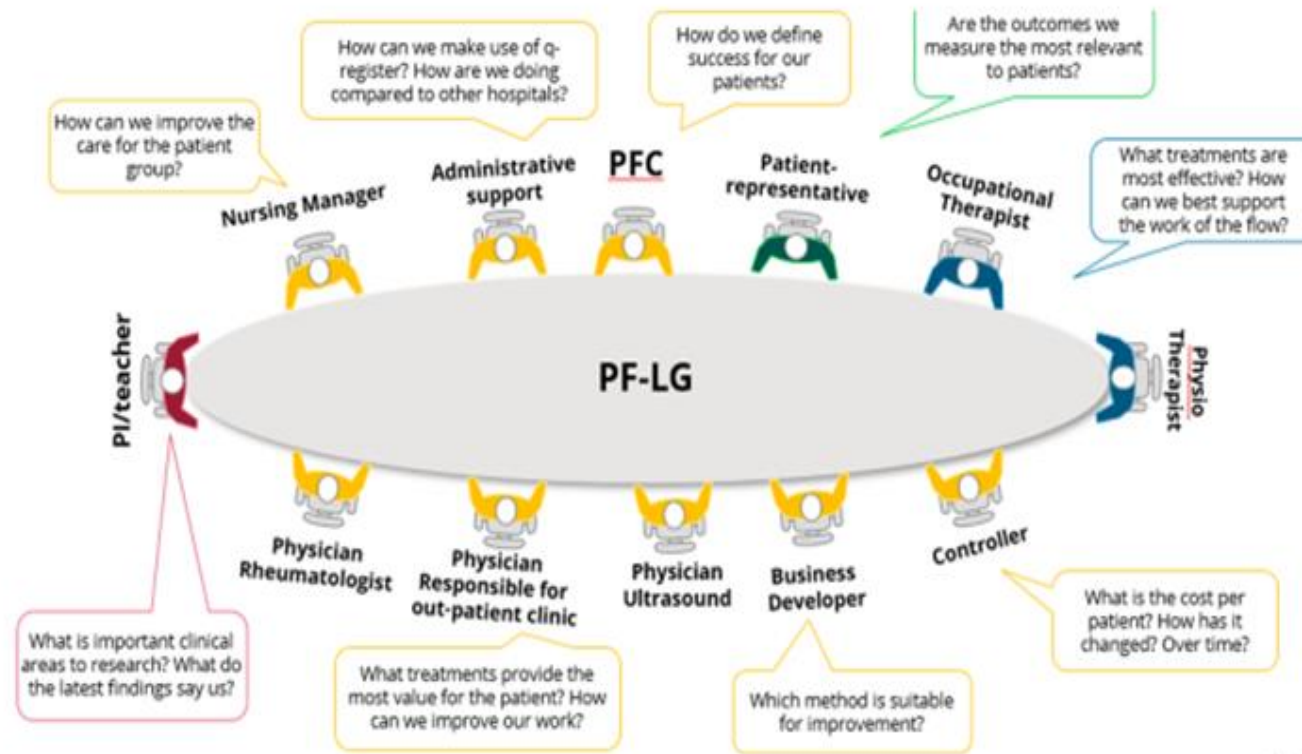 How can we make use of q-
register? How are we doing
compared to other hospitals?
How do we define
success for our
patients?
Are the outcomes we
measure the most relevant
to patients?
How can we improve the
care for the patient
group?
What treatments are
most effective? How
can we best support
the work of the flow?
Nursing Manager
Administrative
support
PFC
Patient-
representative
Occupational
Therapist
PI/teacher
PF-LG
Physio
Therapist
Physician
Rheumatologist
Physician
Responsible for
out-patient clinic
Physician
Ultrasound
Business
Developer
Controller
What is important clinical
areas to research? What do
the latest findings say us?
What treatments provide the
most value for the patient? How
can we improve our work?
Which method is suitable
for improvement?
What is the cost per
patient? How has it
changed? Over time?